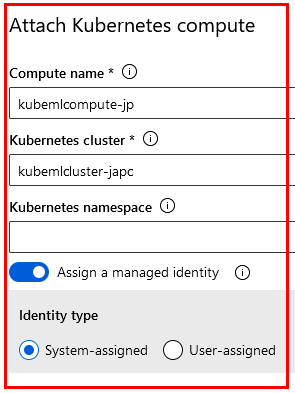 Attach Kubernetes compute
Compute name *
kubemlcompute-jp
Kubernetes cluster *
kubemlcluster-japc
Kubernetes namespace
Assign a managed identity
Identity type
System-assigned User-assigned